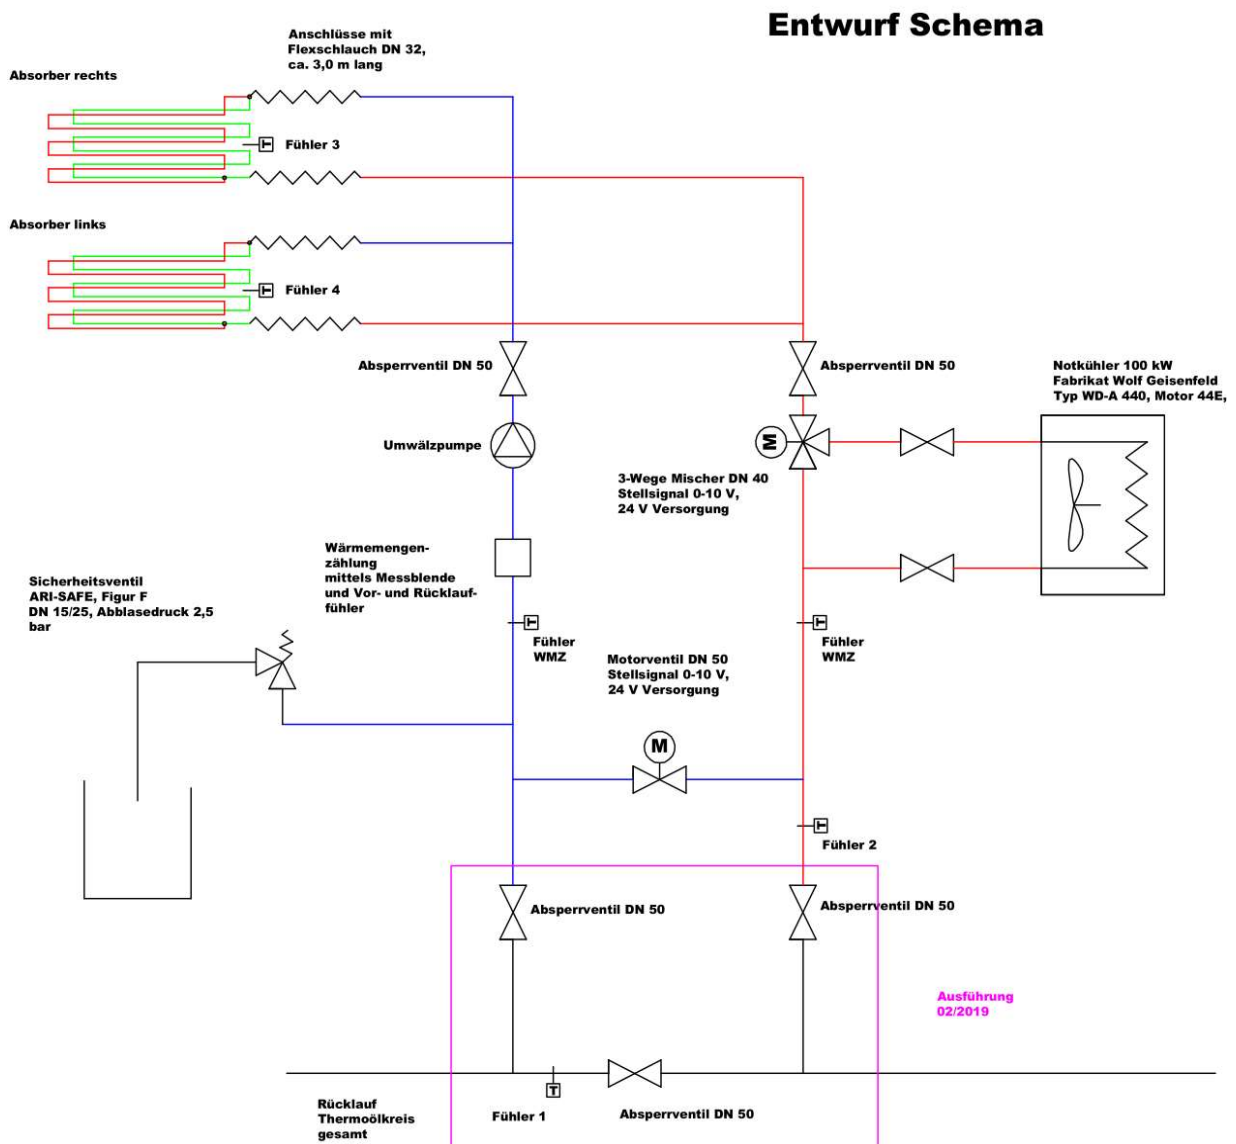 Entwurf Schema
Anschlüsse mit
Flexschlauch DN 32,
ca. 3,0 m lang
Absorber rechts
T
Fühler 3
Absorber links
T
Fühler 4
Absperrventil DN 50
Absperrventil DN 50
Notkühler 100 kW
Fabrikat Wolf Geisenfeld
Typ WD-A 440, Motor 44E,
Umwälzpumpe
M
3-Wege Mischer DN 40
Stellsignal 0-10 V,
24 V Versorgung
Wärmemengen-
zählung
mittels Messblende
und Vor- und Rücklauf-
fühler
Sicherheitsventil
ARI-SAFE, Figur F
DN 15/25, Abblasedruck 2,5
bar
T
Fühler
WMZ
T
Fühler
WMZ
Motorventil DN 50
Stellsignal 0-10 V,
24 V Versorgung
M
T
Fühler 2
Absperrventil DN 50
Absperrventil DN 50
Ausführung
02/2019
Rücklauf
Thermoölkreis
gesamt
T
Fühler 1
Absperrventil DN 50